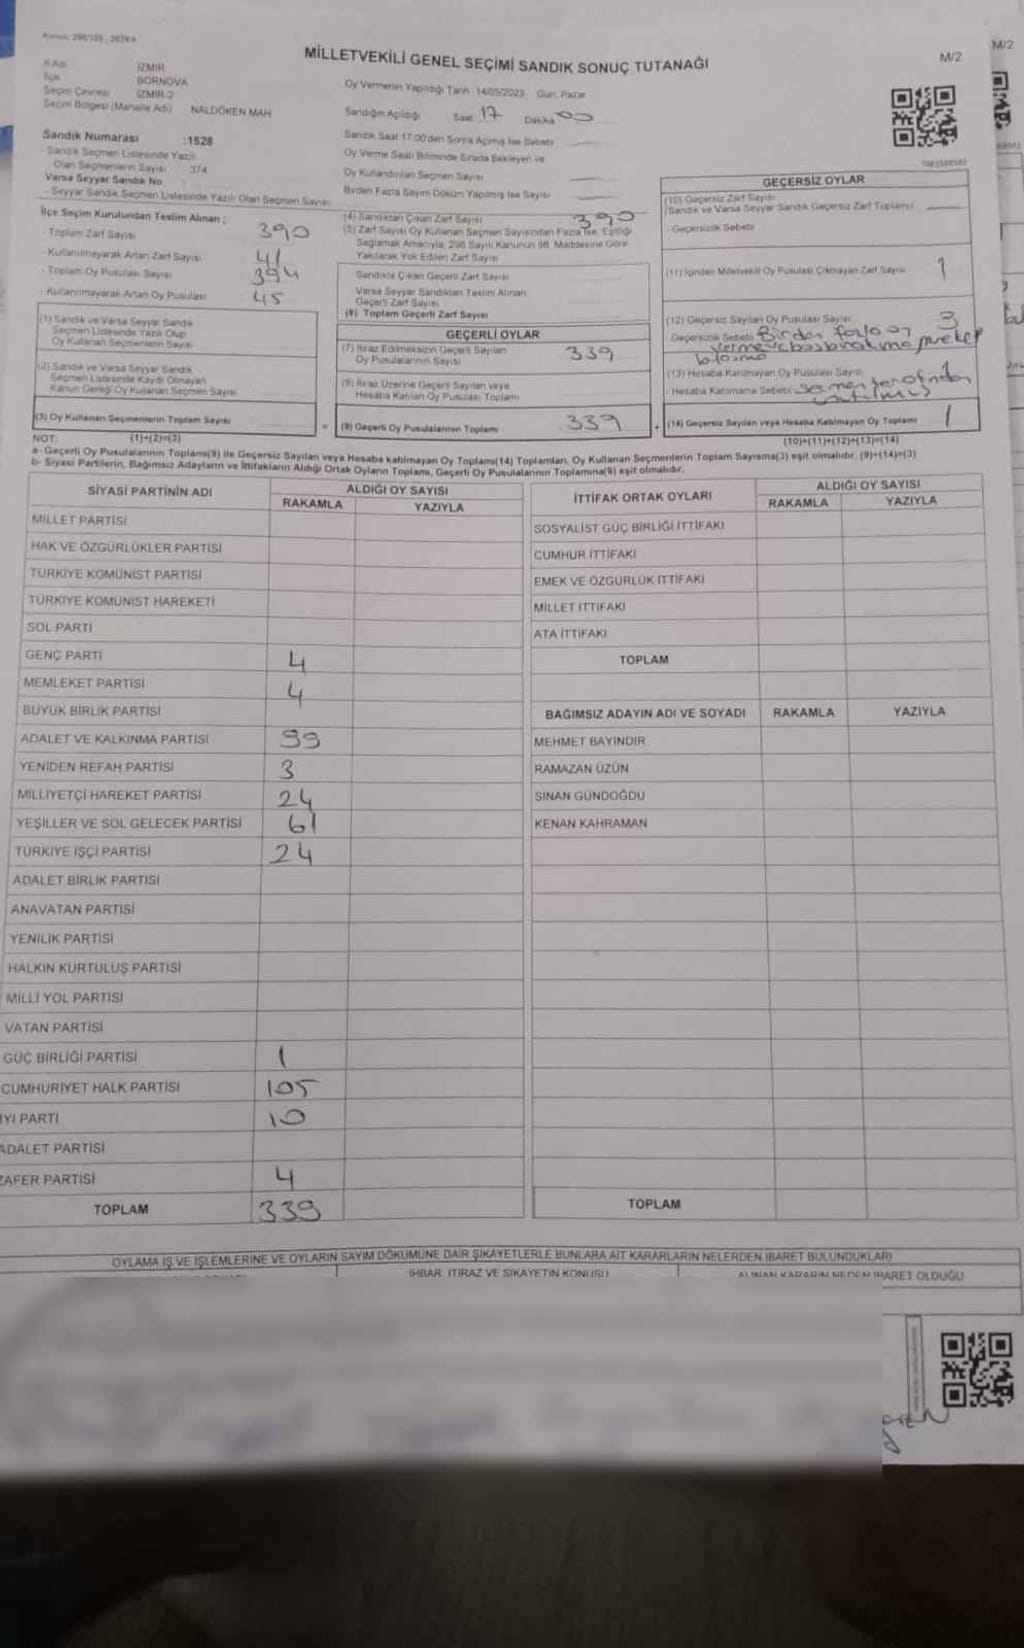 MİLLETVEKİLİ GENEL SEÇİMİ SANDIK SONUÇ TUTANAĞI
M/2
M/2
İl Adı İZMİR
İlçe BORNOVA
Seçim Çevresi İZMİR-2
Seçim Bölgesi (Mahalle Adı) NALDÖKEN MAH
Sandık Numarası :1528
Sandık Seçmen Listesinde Yazılı
Olan Seçmenlerin Sayısı 374
Varsa Seyyar Sandık No
- Seyyar Sandık Seçmen Listesinde Yazılı Olan Seçmen Sayısı
Oy Vermenin Yapıldığı Tarih 14/05/2023 Gün: Pazar
Sandığın Açıldığı Saat 17 Dakika 00
Sandık Saat 17:00'den Sonra Açılmış İse Sebebi
Oy Verme Saati Bitiminde Sırada Bekleyen ve
Oy Kullandırılan Seçmen Sayısı
Birden Fazla Sayım Döküm Yapılmış İse Sayısı
İlçe Seçim Kurulundan Teslim Alınan ;
- Toplam Zarf Sayısı 390
- Kullanılmayarak Artan Zarf Sayısı 41
- Toplam Oy Pusulası Sayısı 394
- Kullanılmayarak Artan Oy Pusulası 45
(1) Sandık ve Varsa Seyyar Sandık
Seçmen Listesinde Yazılı Olup
Oy Kullanan Seçmenlerin Sayısı
(2) Sandık ve Varsa Seyyar Sandık
Seçmen Listesinde Kayıtlı Olmayan
Kanun Gereği Oy Kullanan Seçmen Sayısı
(3) Oy Kullanan Seçmenlerin Toplam Sayısı
(4) Sandıktan Çıkan Zarf Sayısı 390
(5) Zarf Sayısı Oy Kullanan Seçmen Sayısından Fazla İse, Eşitliği
Sağlamak Amacıyla; 298 Sayılı Kanunun 98. Maddesine Göre
Yakılarak Yok Edilen Zarf Sayısı
Sandıkta Çıkan Geçerli Zarf Sayısı
Varsa Seyyar Sandıktan Teslim Alınan
Geçerli Zarf Sayısı
(6) Toplam Geçerli Zarf Sayısı
GEÇERLİ OYLAR
(7) İtiraz Edilmeksizin Geçerli Sayılan
Oy Pusulalarının Sayısı 339
(8) İtiraz Üzerine Geçerli Sayılan veya
Hesaba Katılan Oy Pusulası Toplamı
(9) Geçerli Oy Pusulalarının Toplamı 339
GEÇERSİZ OYLAR
(10) Geçersiz Zarf Sayısı
(Sandık ve Varsa Seyyar Sandık Geçersiz Zarf Toplamı)
- Geçersizlik Sebebi
(11) İçinden Milletvekili Oy Pusulası Çıkmayan Zarf Sayısı 1
(12) Geçersiz Sayılan Oy Pusulası Sayısı 3
Geçersizlik Sebebi Birden fazla oy
verme ve boş bırakma
(13) Hesaba Katılmayan Oy Pusulası Sayısı
- Hesaba Katılmama Sebebi seçmen tarafından
(14) Geçersiz Sayılan veya Hesaba Katılmayan Oy Toplamı 1
(10)+(11)+(12)+(13)=(14)
NOT: (1)+(2)=(3)
a- Geçerli Oy Pusulalarının Toplamı(9) ile Geçersiz Sayılan veya Hesaba katılmayan Oy Toplamı(14) Toplamları, Oy Kullanan Seçmenlerin Toplam Sayısına(3) eşit olmalıdır. (9)+(14)=(3)
b- Siyasi Partilerin, Bağımsız Adayların ve İttifakların Aldığı Ortak Oyların Toplamı, Geçerli Oy Pusulalarının Toplamına(9) eşit olmalıdır.
SİYASİ PARTİNİN ADI ALDIĞI OY SAYISI
RAKAMLA YAZIYLA
MİLLET PARTİSİ
HAK VE ÖZGÜRLÜKLER PARTİSİ
TÜRKİYE KOMÜNİST PARTİSİ
TÜRKİYE KOMÜNİST HAREKETİ
SOL PARTİ
GENÇ PARTİ 4
MEMLEKET PARTİSİ 4
BÜYÜK BİRLİK PARTİSİ
ADALET VE KALKINMA PARTİSİ 99
YENİDEN REFAH PARTİSİ 3
MİLLİYETÇİ HAREKET PARTİSİ 24
YEŞİLLER VE SOL GELECEK PARTİSİ 61
TÜRKİYE İŞÇİ PARTİSİ 24
ADALET BİRLİK PARTİSİ
ANAVATAN PARTİSİ
YENİLİK PARTİSİ
HALKIN KURTULUŞ PARTİSİ
MİLLİ YOL PARTİSİ
VATAN PARTİSİ
GÜÇ BİRLİĞİ PARTİSİ 1
CUMHURİYET HALK PARTİSİ 105
İYİ PARTİ 10
ADALET PARTİSİ
ZAFER PARTİSİ 4
TOPLAM 339
İTTİFAK ORTAK OYLARI ALDIĞI OY SAYISI
RAKAMLA YAZIYLA
SOSYALİST GÜÇ BİRLİĞİ İTTİFAKI
CUMHUR İTTİFAKI
EMEK VE ÖZGÜRLÜK İTTİFAKI
MİLLET İTTİFAKI
ATA İTTİFAKI
TOPLAM
BAĞIMSIZ ADAYIN ADI VE SOYADI RAKAMLA YAZIYLA
MEHMET BAYINDIR
RAMAZAN ÜZÜN
SİNAN GÜNDOĞDU
KENAN KAHRAMAN
TOPLAM
OYLAMA İŞ VE İŞLEMLERİNE VE OYLARIN SAYIM DÖKÜMÜNE DAİR ŞİKAYETLERLE BUNLARA AİT KARARLARIN NELERDEN İBARET BULUNDUKLARI
İHBAR, İTİRAZ VE ŞİKAYETİN KONUSU
ALINAN KARARIN NEDEN İBARET OLDUĞU